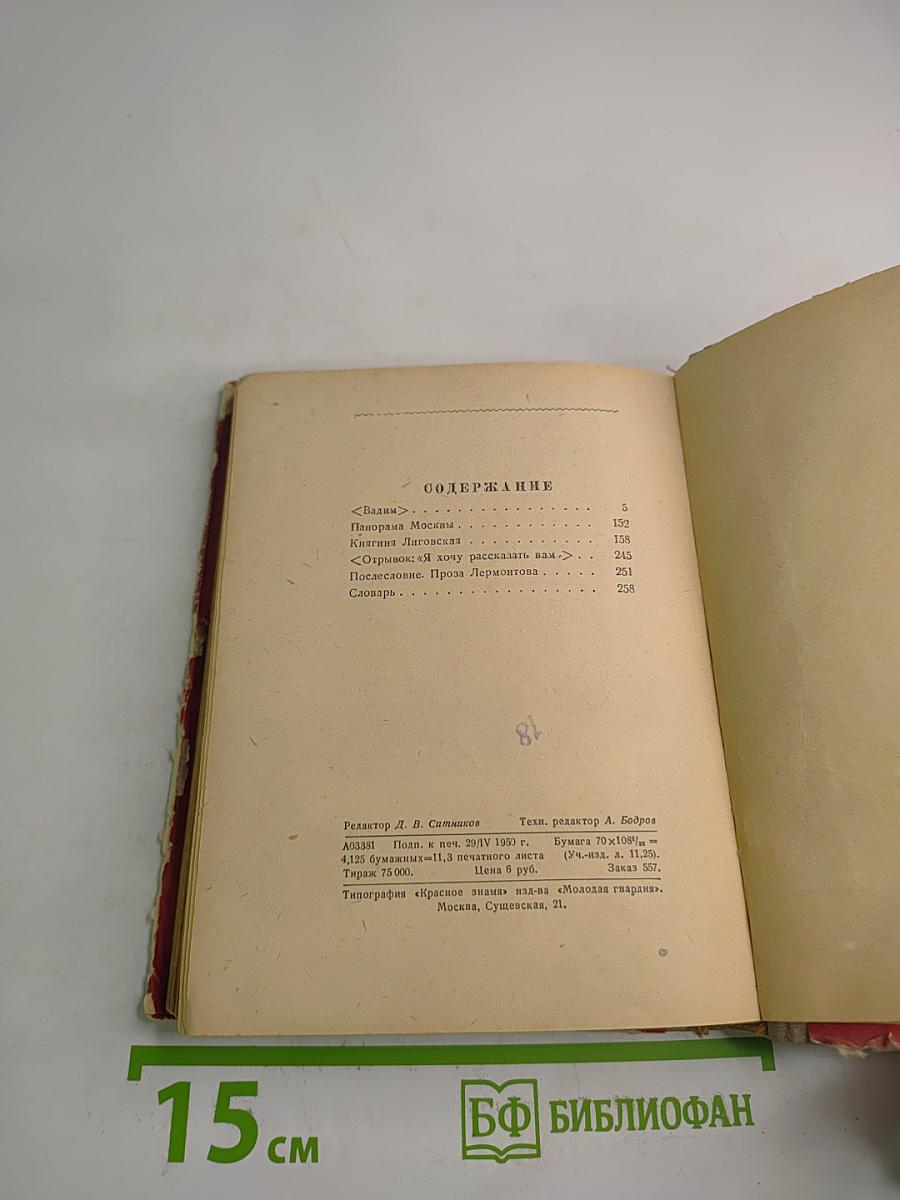 СОДЕРЖАНИЕ
<Вадим> . . . . . . . . . . . . . . . . 5
Панорама Москвы . . . . . . . . . . . . 152
Княгиня Лиговская . . . . . . . . . . . 158
<Отрывок: «Я хочу рассказать вам»> . . 245
Послесловие. Проза Лермонтова . . . . . 251
Словарь . . . . . . . . . . . . . . . . . 258
18
Редактор Д. В. Ситников Техн. редактор А. Бодров
А03381 Подп. к печ. 29/IV 1950 г. Бумага 70×108¹/₃₂ =
4,125 бумажных=11,3 печатного листа (Уч.-изд. л. 11,25).
Тираж 75 000. Цена 6 руб. Заказ 557.
Типография «Красное знамя» изд-ва «Молодая гвардия».
Москва, Сущевская, 21.
15 см
БФ БИБЛИОФАН